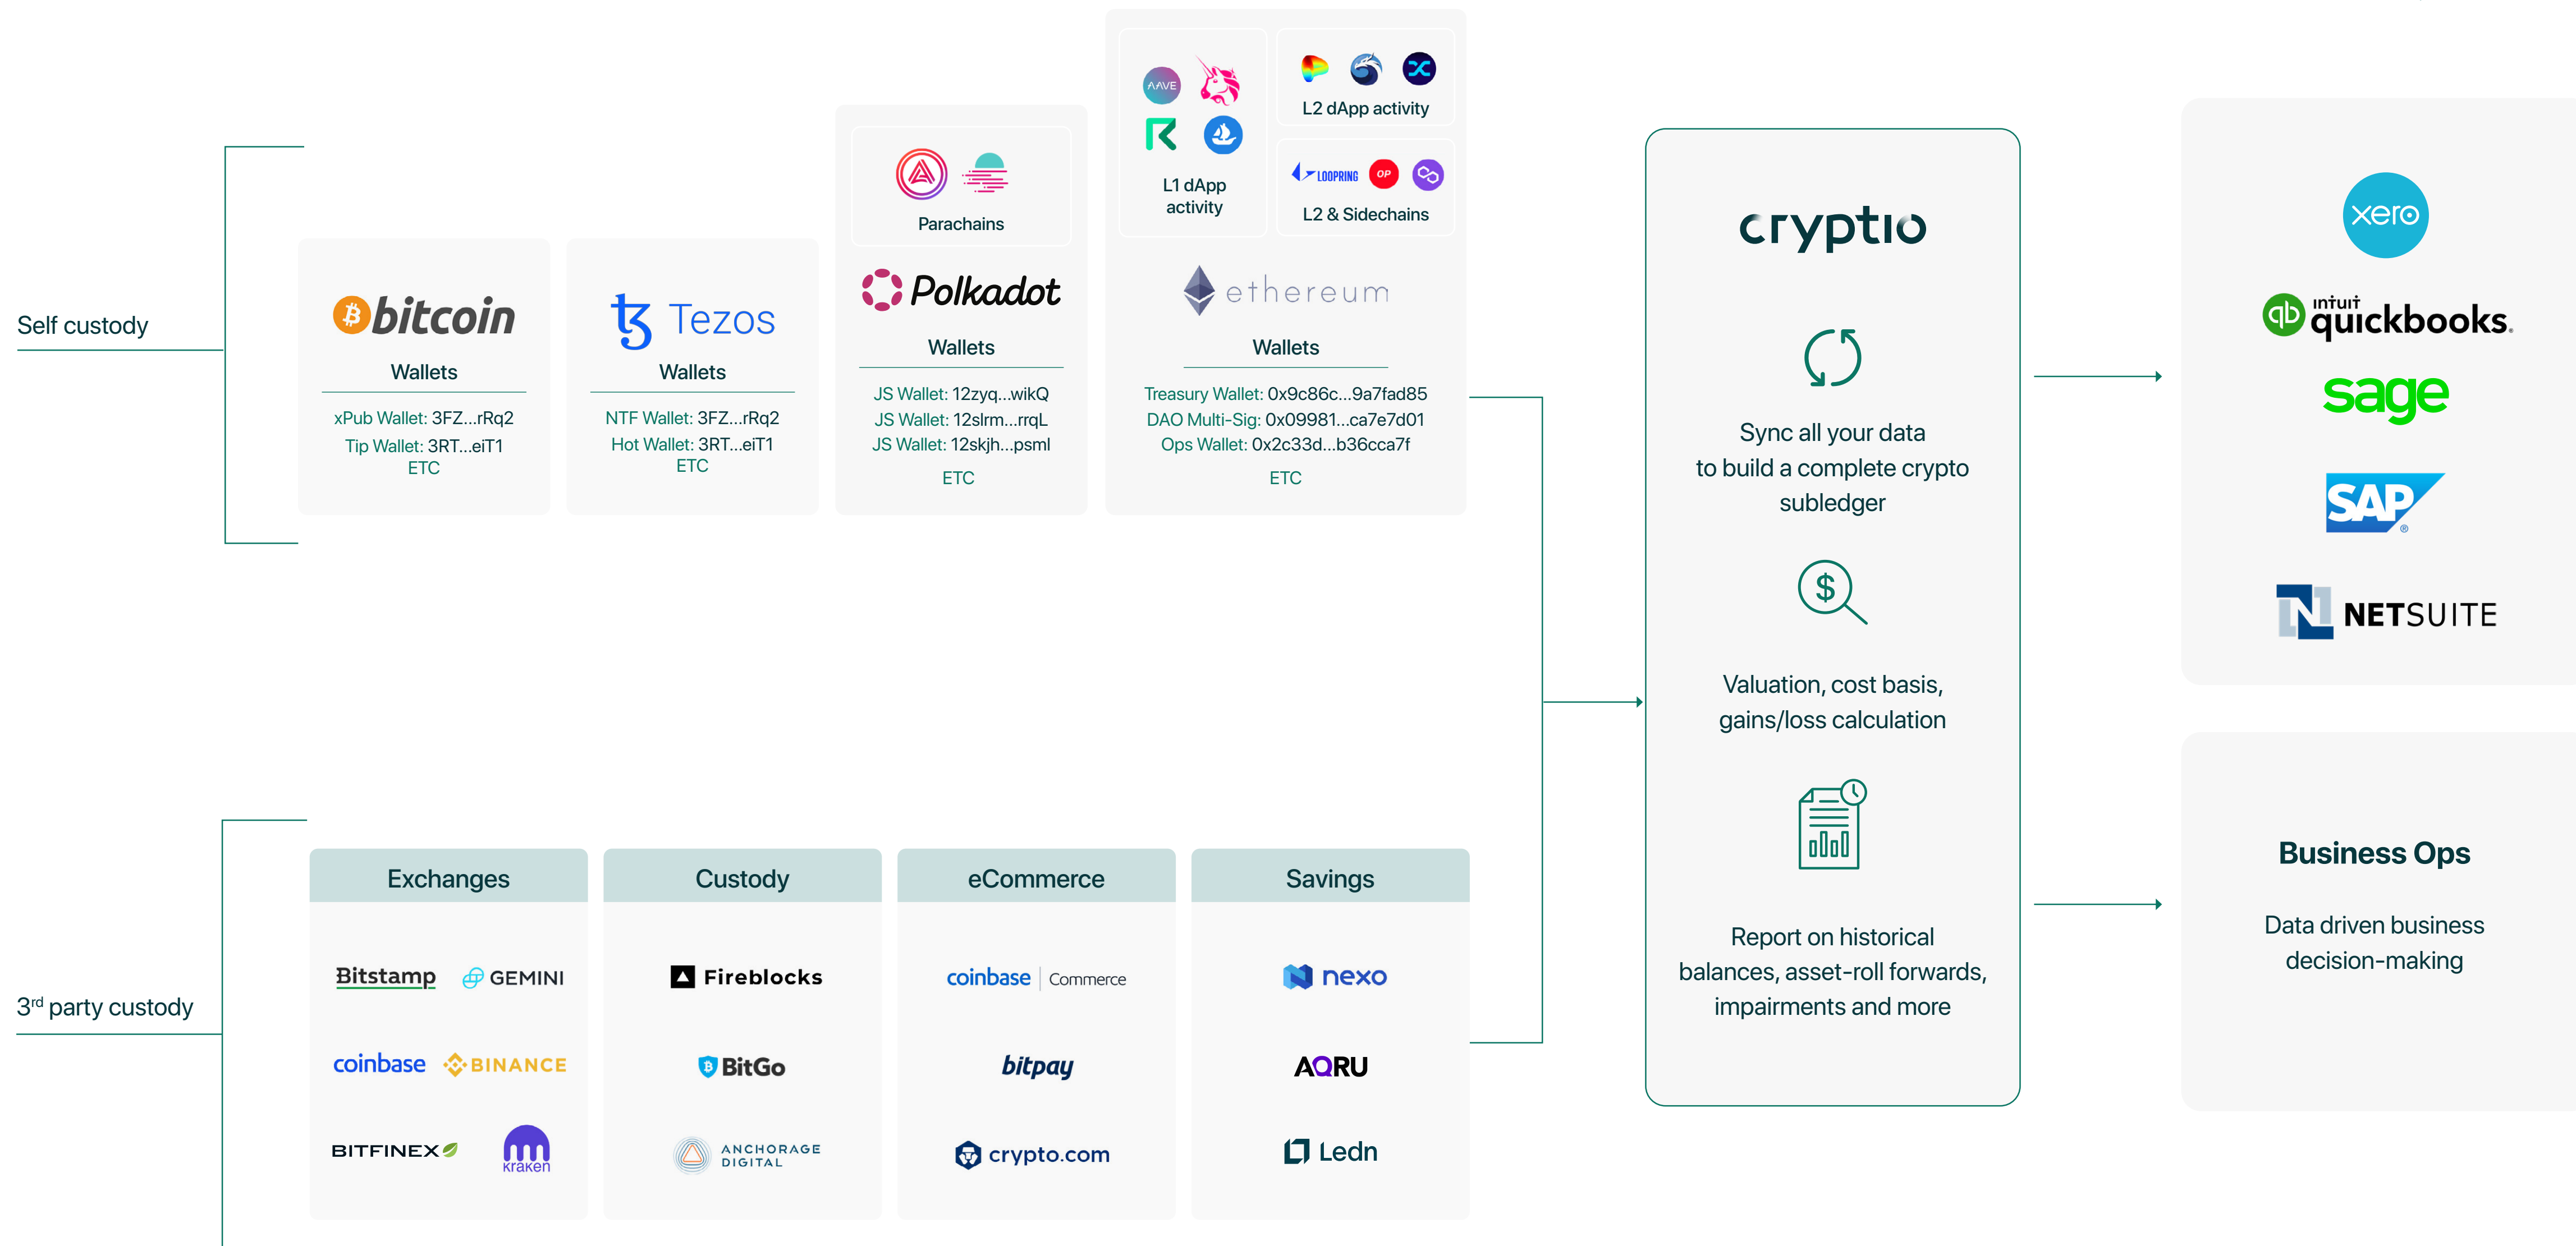 Self custody
bitcoin
Wallets
xPub Wallet: 3FZ...rRq2
Tip Wallet: 3RT...eiT1
ETC
Tezos
Wallets
NTF Wallet: 3FZ...rRq2
Hot Wallet: 3RT...eiT1
ETC
Parachains
Polkadot
Wallets
JS Wallet: 12zyq...wikQ
JS Wallet: 12slrm...rrqL
JS Wallet: 12skjh...psml
ETC
AAVE
L1 dApp
activity
L2 dApp activity
LOOPRING
OP
L2 & Sidechains
ethereum
Wallets
Treasury Wallet: 0x9c86c...9a7fad85
DAO Multi-Sig: 0x09981...ca7e7d01
Ops Wallet: 0x2c33d...b36cca7f
ETC
3rd party custody
Exchanges
Bitstamp
GEMINI
coinbase
BINANCE
BITFINEX
kraken
Custody
Fireblocks
BitGo
ANCHORAGE
DIGITAL
eCommerce
coinbase | Commerce
bitpay
crypto.com
Savings
nexo
AQRU
Ledn
cryptio
Sync all your data
to build a complete crypto
subledger
$
Valuation, cost basis,
gains/loss calculation
Report on historical
balances, asset-roll forwards,
impairments and more
xero
qb
intuit
quickbooks.
sage
SAP®
N
NETSUITE
Business Ops
Data driven business
decision-making